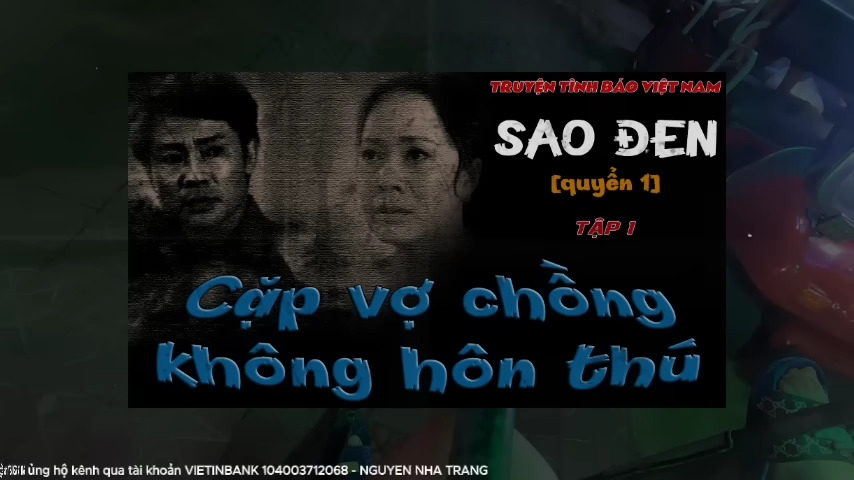 TRUYỆN TÌNH BÁO VIỆT NAM
SAO ĐEN
[quyển 1]
TẬP 1
Cặp vợ chồng
không hôn thú
ủng hộ kênh qua tài khoản VIETINBANK 104003712068 - NGUYEN NHA TRANG